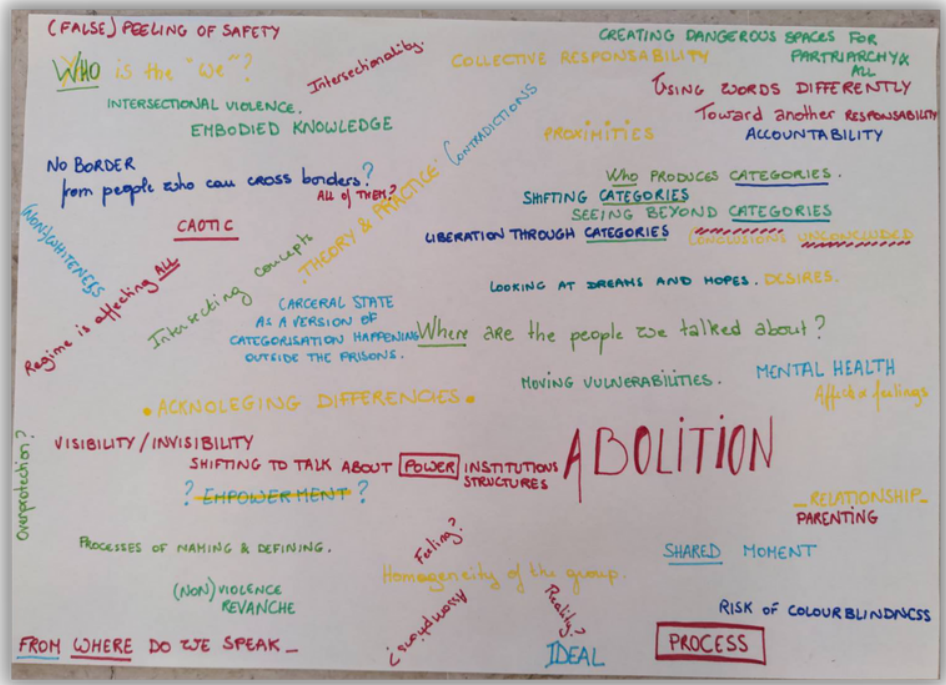 (FALSE) FEELING OF SAFETY
WHO is the "we"?
Intersectionality.
COLLECTIVE RESPONSABILITY
CREATING DANGEROUS SPACES FOR
PARTRIARCHY &
ALL
USING WORDS DIFFERENTLY
Toward another RESPONSABILITY
ACCOUNTABILITY
INTERSECTIONAL VIOLENCE.
EMBODIED KNOWLEDGE
CONTRADICTIONS
PROXIMITIES
NO BORDER
from people who can cross borders?
ALL of THEM?
THEORY & PRACTICE
Who PRODUCES CATEGORIES.
SHIFTING CATEGORIES
SEEING BEYOND CATEGORIES
LIBERATION THROUGH CATEGORIES
CONCLUSIONS UNCONCLUDED
(NON)WHITENESS
CAOTIC
Regime is affecting ALL
Intersecting concepts
LOOKING AT DREAMS AND HOPES. DESIRES.
CARCERAL STATE
AS A VERSION OF
CATEGORISATION HAPPENING
OUTSIDE THE PRISONS.
Where are the people we talked about?
MOVING VULNERABILITIES.
MENTAL HEALTH
Affect & feelings
• ACKNOLEGING DIFFERENCIES •
Overprotection?
VISIBILITY / INVISIBILITY
SHIFTING TO TALK ABOUT POWER INSTITUTIONS
STRUCTURES
? EMPOWERMENT ?
ABOLITION
_ RELATIONSHIP _
PARENTING
PROCESSES OF NAMING & DEFINING.
Feeling?
Homogeneity of the group.
Reality?
IDEAL
SHARED MOMENT
(NON) VIOLENCE
REVANCHE
RISK OF COLOURBLINDNESS
FROM WHERE DO WE SPEAK _
PROCESS